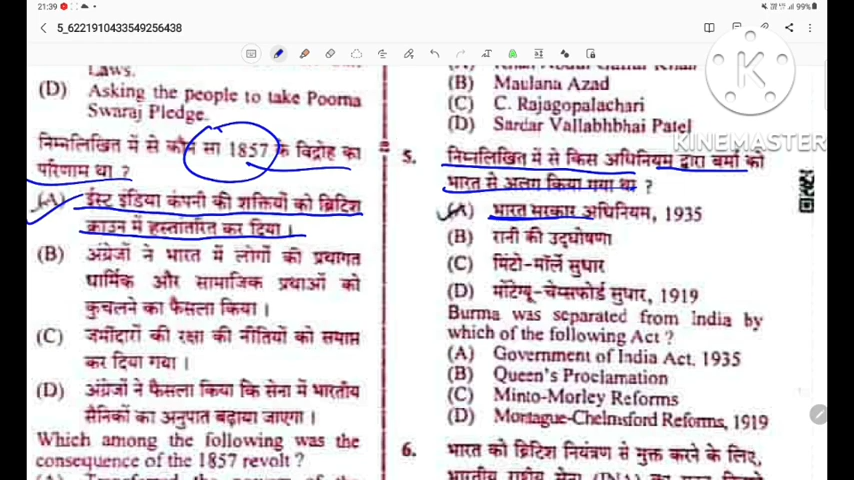 21:39
99%
5_6221910433549256438
Laws.
(D) Asking the people to take Poorna
Swaraj Pledge.
निम्नलिखित में से कौन सा 1857 के विद्रोह का
परिणाम था ?
(A) ईस्ट इंडिया कंपनी की शक्तियों को ब्रिटिश
क्राउन में हस्तांतरित कर दिया ।
(B) अंग्रेजों ने भारत में लोगों की प्रथागत
धार्मिक और सामाजिक प्रथाओं को
कुचलने का फैसला किया ।
(C) जमींदारों की रक्षा की नीतियों को समाप्त
कर दिया गया ।
(D) अंग्रेजों ने फैसला किया कि सेना में भारतीय
सैनिकों का अनुपात बढ़ाया जाएगा ।
Which among the following was the
consequence of the 1857 revolt ?
(B) Maulana Azad
(C) C. Rajagopalachari
(D) Sardar Vallabhbhai Patel
5. निम्नलिखित में से किस अधिनियम द्वारा बर्मा को
भारत से अलग किया गया था ?
(A) भारत सरकार अधिनियम, 1935
(B) रानी की उद्घोषणा
(C) मिंटो-मॉर्ले सुधार
(D) मोंटेग्यू-चेम्सफोर्ड सुधार, 1919
Burma was separated from India by
which of the following Act ?
(A) Government of India Act, 1935
(B) Queen's Proclamation
(C) Minto-Morley Reforms
(D) Montague-Chelmsford Reforms, 1919
6. भारत को ब्रिटिश नियंत्रण से मुक्त करने के लिए,
K
KINEMASTER